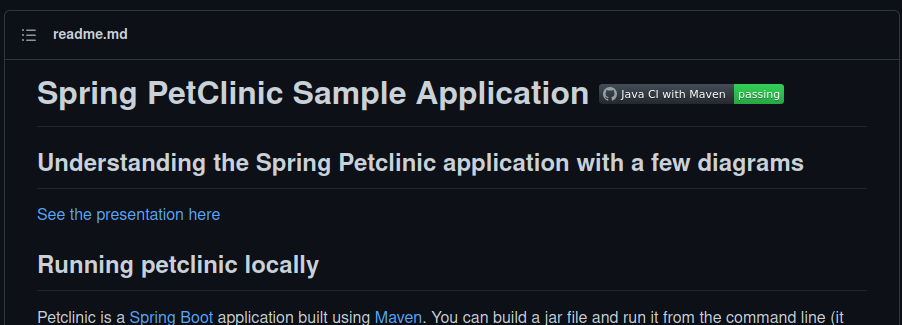 readme.md
Spring PetClinic Sample Application Java CI with Maven passing
Understanding the Spring Petclinic application with a few diagrams
See the presentation here
Running petclinic locally
Petclinic is a Spring Boot application built using Maven. You can build a jar file and run it from the command line (it